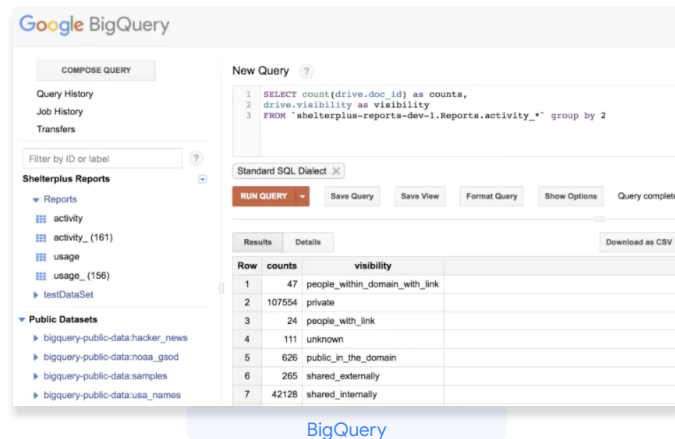 Google BigQuery
COMPOSE QUERY
Query History
Job History
Transfers
Filter by ID or label
?
Shelterplus Reports
Reports
activity
activity_ (161)
usage
usage_ (156)
testDataSet
Public Datasets
bigquery-public-data:hacker_news
bigquery-public-data:noaa_gsod
bigquery-public-data:samples
bigquery-public-data:usa_names
New Query ?
1 SELECT count(drive.doc_id) as counts,
2 drive.visibility as visibility
3 FROM `shelterplus-reports-dev-1.Reports.activity_*` group by 2
Standard SQL Dialect X
RUN QUERY Save Query Save View Format Query Show Options Query complete
Results Details Download as CSV
Row counts visibility
1 47 people_within_domain_with_link
2 107554 private
3 24 people_with_link
4 111 unknown
5 626 public_in_the_domain
6 265 shared_externally
7 42128 shared_internally
BigQuery